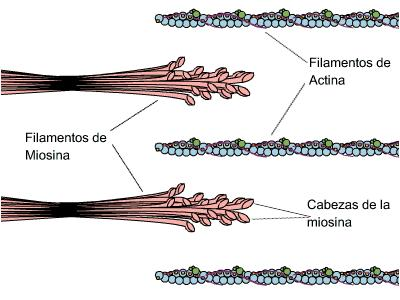 Filamentos de
Actina
Filamentos de
Miosina
Cabezas de la
miosina